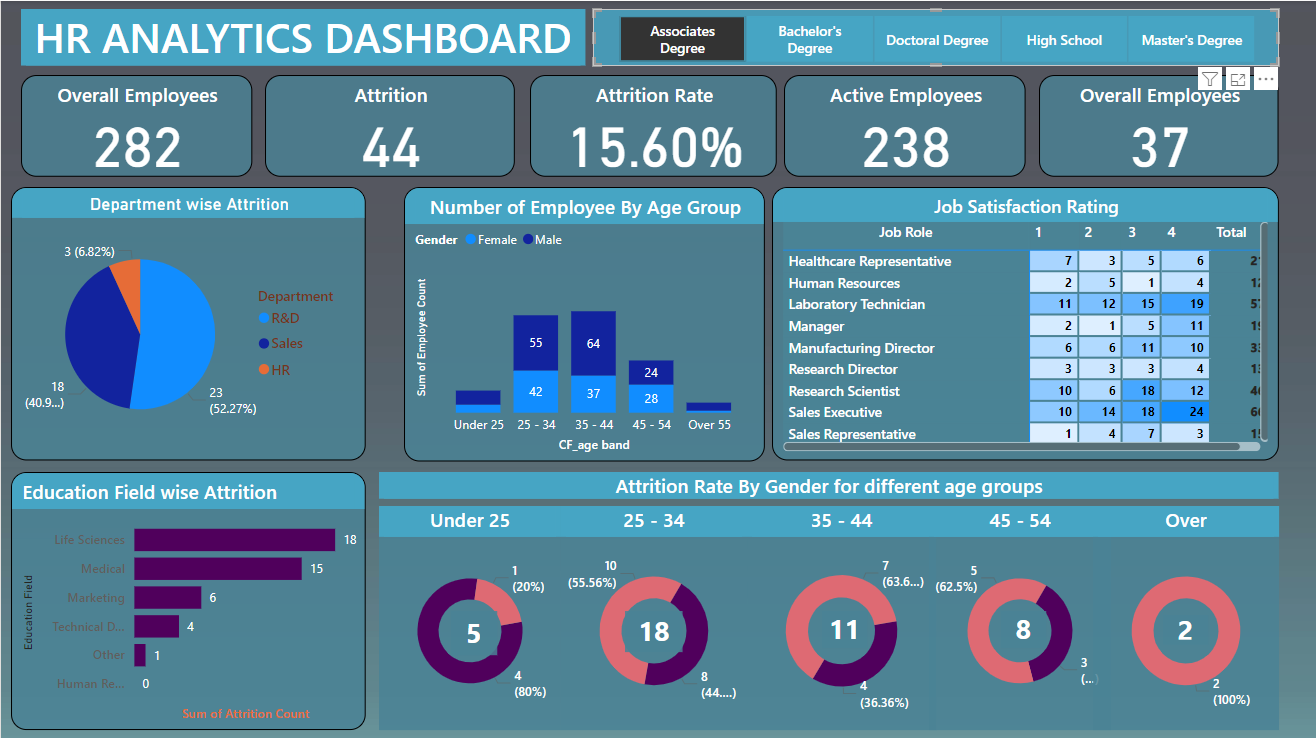 HR ANALYTICS DASHBOARD
Associates
Degree
Bachelor's
Degree
Doctoral Degree
High School
Master's Degree
Overall Employees
282
Attrition
44
Attrition Rate
15.60%
Active Employees
238
Overall Employees
37
Department wise Attrition
3 (6.82%)
18
(40.9...)
23
(52.27%)
Department
R&D
Sales
HR
Number of Employee By Age Group
Gender Female Male
Sum of Employee Count
55
42
64
37
24
28
Under 25 25 - 34 35 - 44 45 - 54 Over 55
CF_age band
Job Satisfaction Rating
Job Role 1 2 3 4 Total
Healthcare Representative 7 3 5 6
Human Resources 2 5 1 4
Laboratory Technician 11 12 15 19
Manager 2 1 5 11
Manufacturing Director 6 6 11 10
Research Director 3 3 3 4
Research Scientist 10 6 18 12
Sales Executive 10 14 18 24
Sales Representative 1 4 7 3
Education Field wise Attrition
Education Field
Life Sciences 18
Medical 15
Marketing 6
Technical D... 4
Other 1
Human Re... 0
Sum of Attrition Count
Attrition Rate By Gender for different age groups
Under 25 25 - 34 35 - 44 45 - 54 Over
1
(20%)
5
4
(80%)
10
(55.56%)
18
8
(44....)
7
(63.6...)
11
4
(36.36%)
5
(62.5%)
8
3
(...)
2
2
(100%)